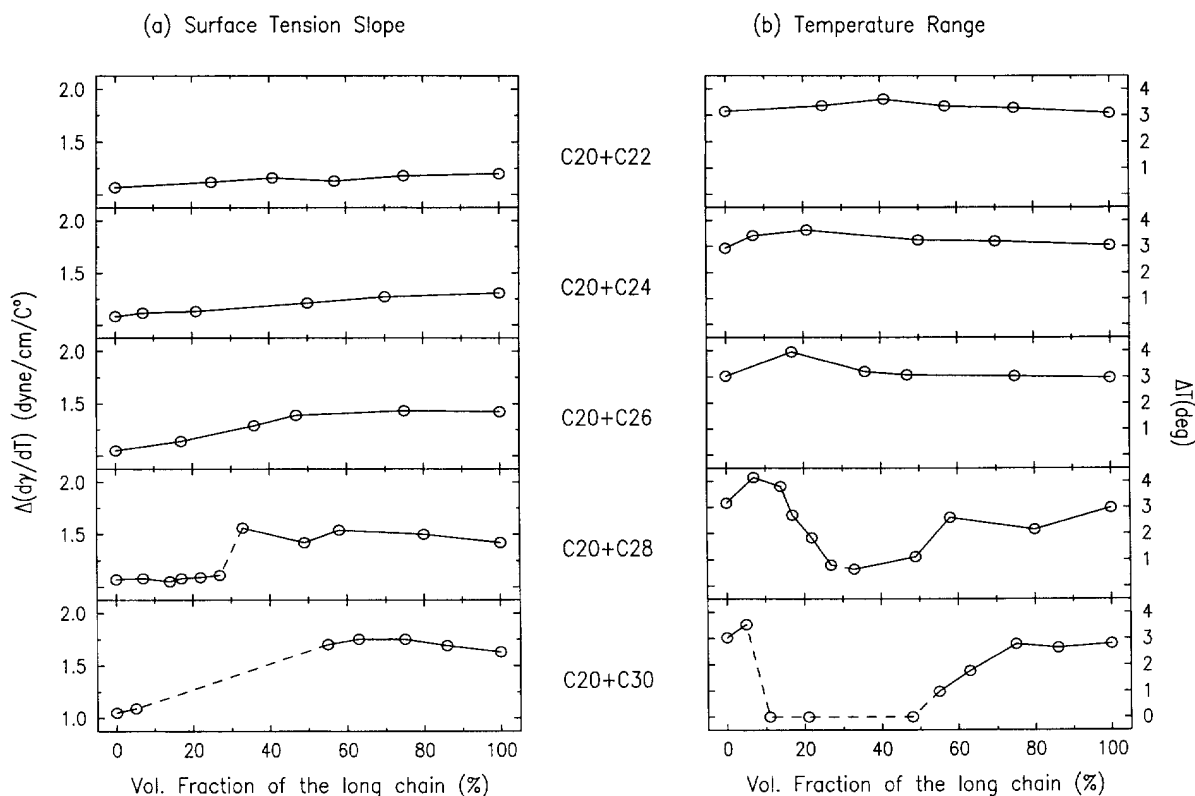 (a) Surface Tension Slope
(b) Temperature Range
2.0
1.5
2.0
1.5
2.0
1.5
2.0
1.5
2.0
1.5
1.0
Δ(dγ/dT) (dyne/cm/C°)
0 20 40 60 80 100
Vol. Fraction of the long chain (%)
C20+C22
C20+C24
C20+C26
C20+C28
C20+C30
4
3
2
1
4
3
2
1
4
3
2
1
4
3
2
1
4
3
2
1
0
ΔT(deg)
0 20 40 60 80 100
Vol. Fraction of the long chain (%)